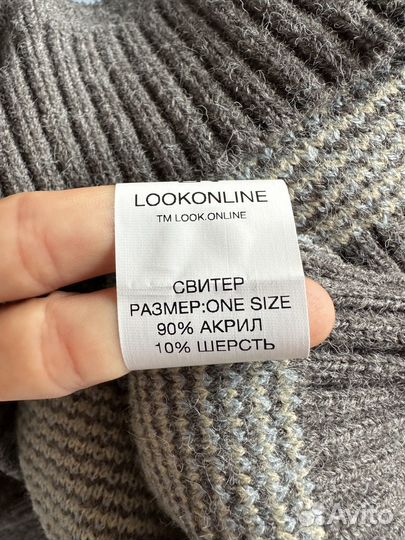 LOOKONLINE
TM LOOK.ONLINE
СВИТЕР
РАЗМЕР:ONE SIZE
90% АКРИЛ
10% ШЕРСТЬ
Avito